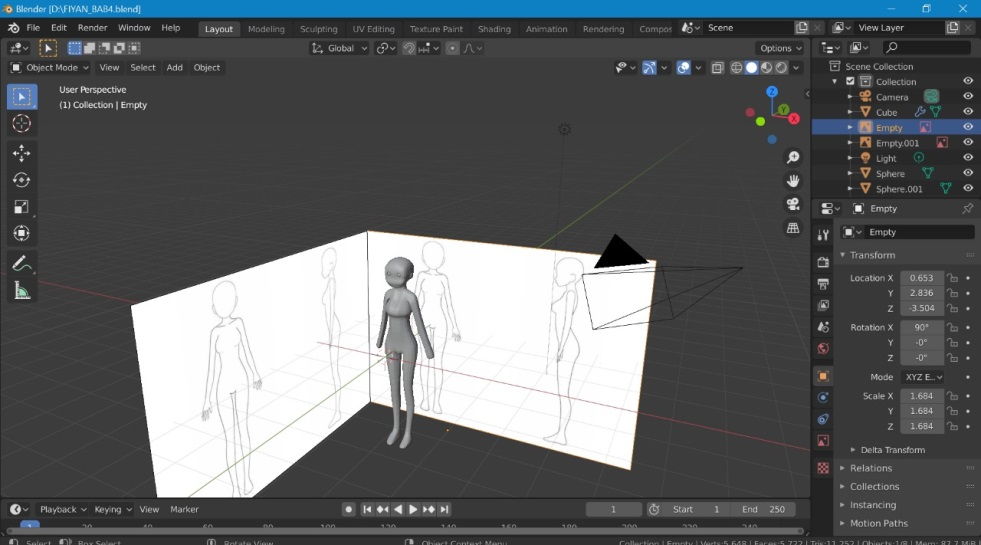 Blender [D:\FIYAN_BAB4.blend]
File Edit Render Window Help Layout Modeling Sculpting UV Editing Texture Paint Shading Animation Rendering Compos Scene View Layer
Global Options
Object Mode View Select Add Object
User Perspective
(1) Collection | Empty
Z
Y
X
Scene Collection
Collection
Camera
Cube
Empty
Empty.001
Light
Sphere
Sphere.001
Empty
Empty
Transform
Location X 0.653
Y 2.836
Z -3.504
Rotation X 90°
Y -0°
Z -0°
Mode XYZ E...
Scale X 1.684
Y 1.684
Z 1.684
Delta Transform
Relations
Collections
Instancing
Motion Paths
Playback Keying View Marker 1 Start 1 End 250
1 20 40 60 80 100 120 140 160 180 200 220 240
Select Box Select Rotate View Object Context Menu Collection | Empty | Verts:5,648 | Faces:5,722 | Tris:11,252 | Objects:1/8 | Mem: 87.7 MiB